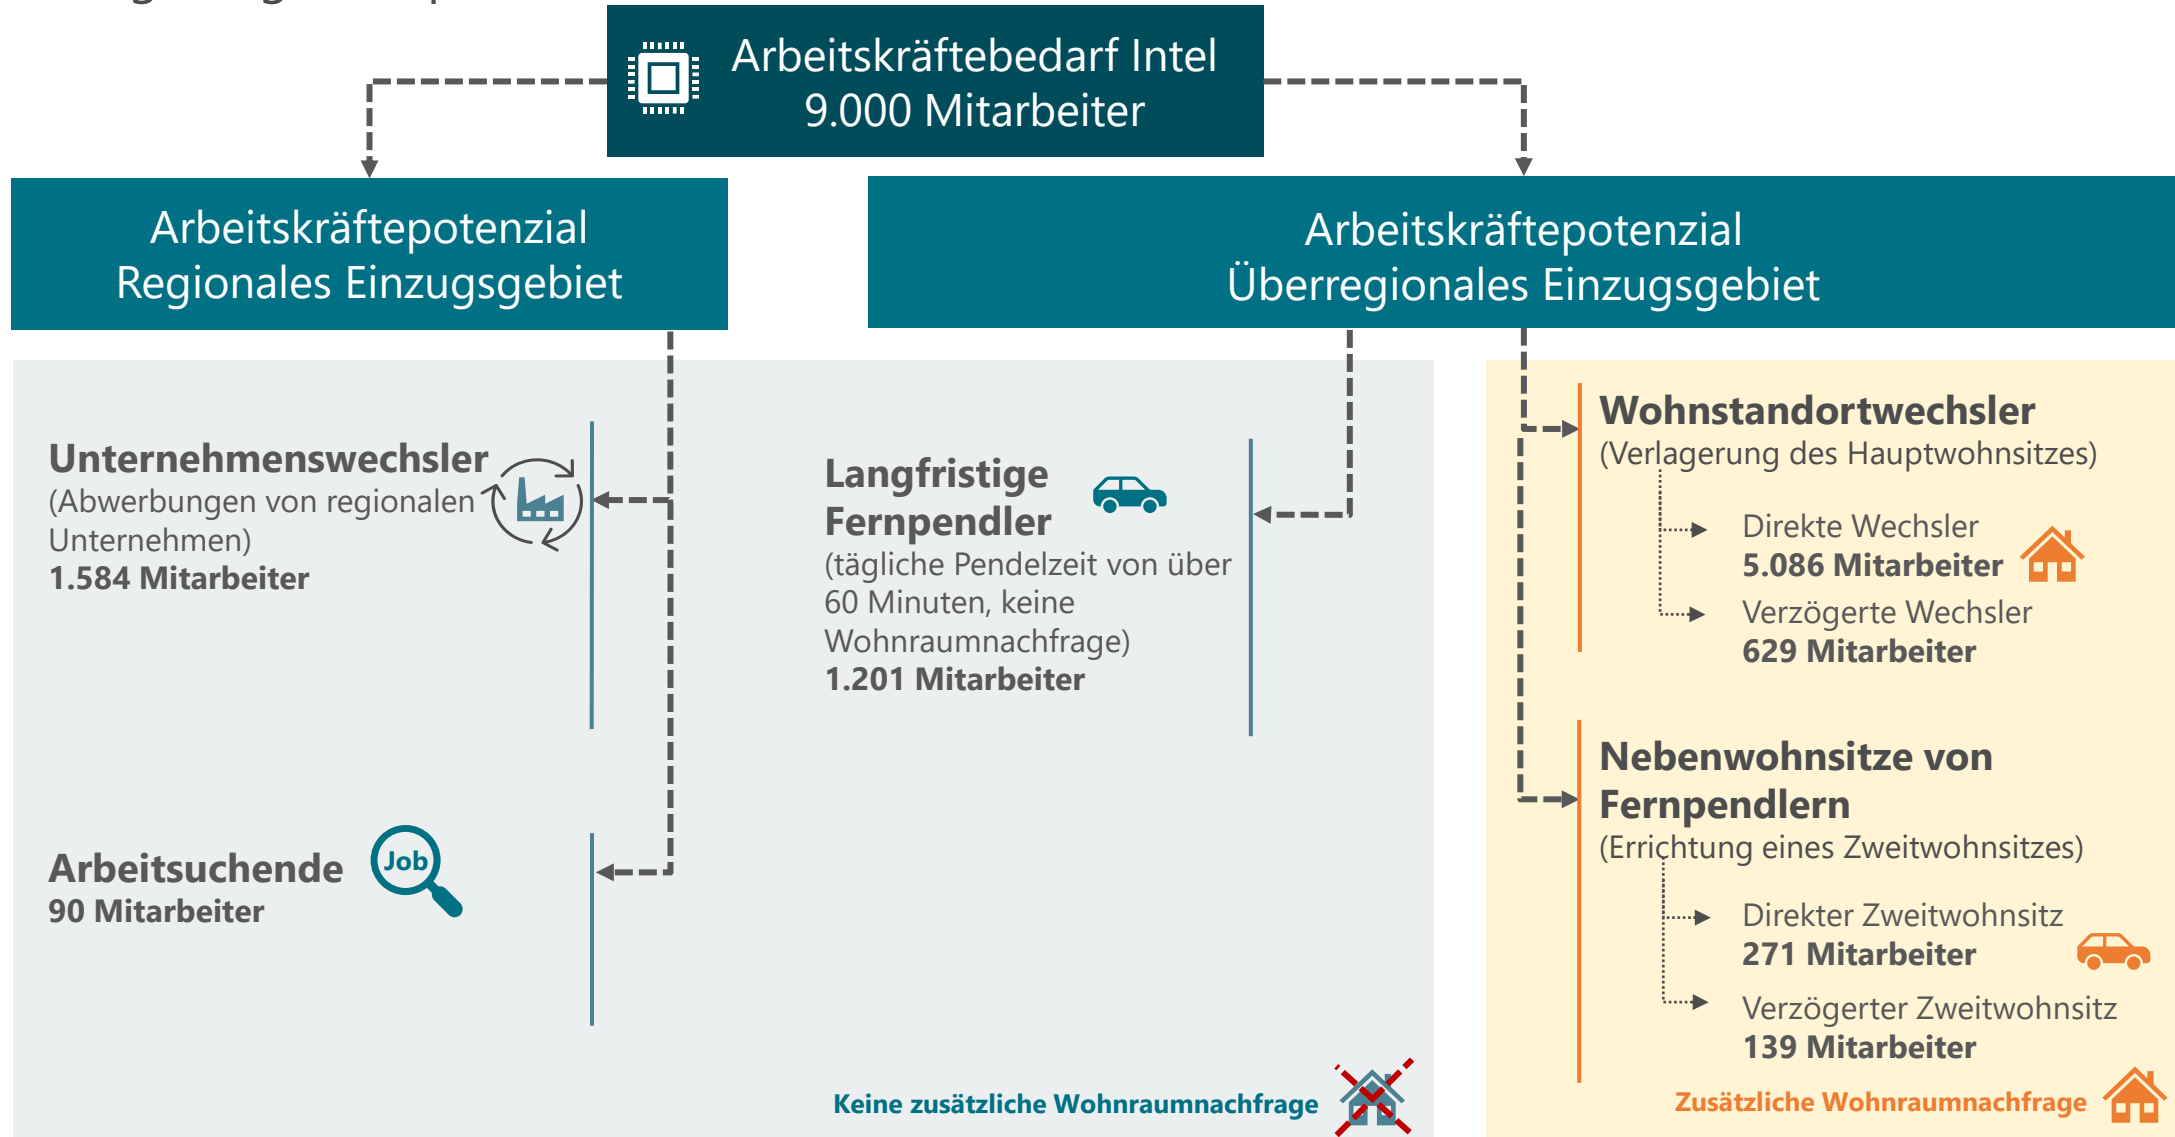 Arbeitskräftebedarf Intel
9.000 Mitarbeiter
Arbeitskräftepotenzial
Regionales Einzugsgebiet
Arbeitskräftepotenzial
Überregionales Einzugsgebiet
Unternehmenswechsler
(Abwerbungen von regionalen
Unternehmen)
1.584 Mitarbeiter
Arbeitsuchende
90 Mitarbeiter
Job
Langfristige
Fernpendler
(tägliche Pendelzeit von über
60 Minuten, keine
Wohnraumnachfrage)
1.201 Mitarbeiter
Keine zusätzliche Wohnraumnachfrage
Wohnstandortwechsler
(Verlagerung des Hauptwohnsitzes)
Direkte Wechsler
5.086 Mitarbeiter
Verzögerte Wechsler
629 Mitarbeiter
Nebenwohnsitze von
Fernpendlern
(Errichtung eines Zweitwohnsitzes)
Direkter Zweitwohnsitz
271 Mitarbeiter
Verzögerter Zweitwohnsitz
139 Mitarbeiter
Zusätzliche Wohnraumnachfrage